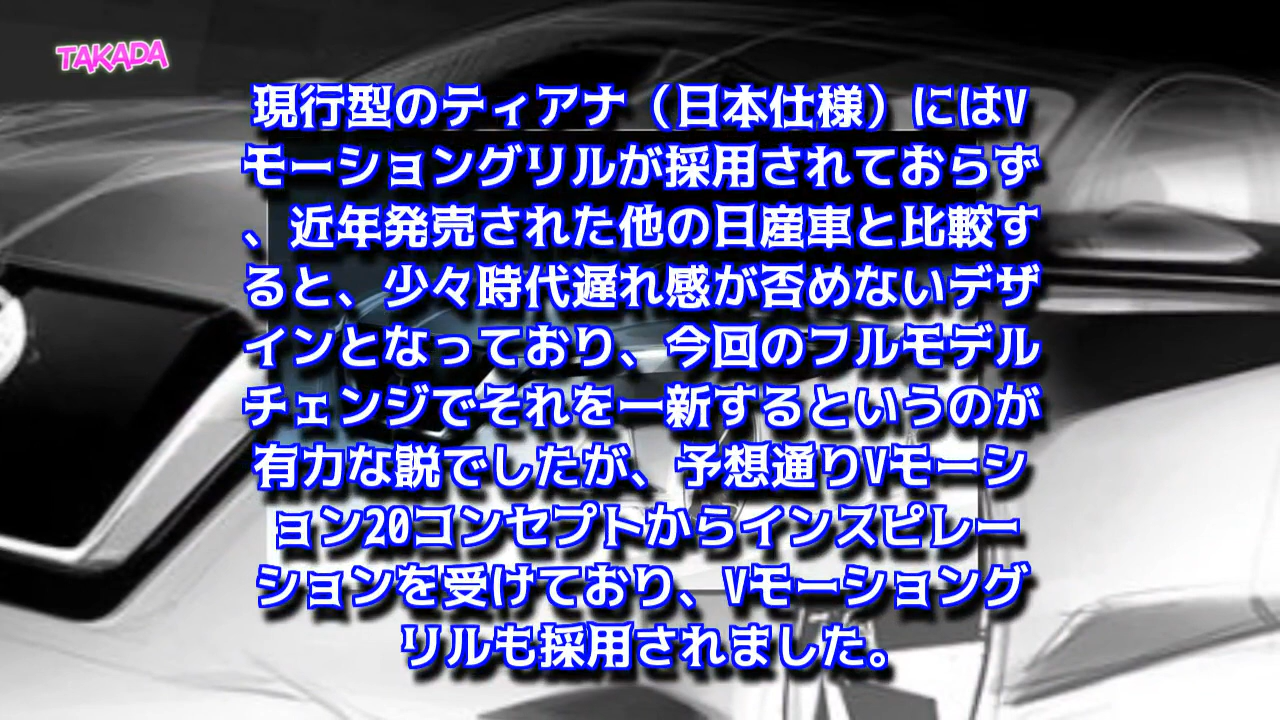 TAKADA
現行型のティアナ（日本仕様）にはV
モーショングリルが採用されておらず
、近年発売された他の日産車と比較す
ると、少々時代遅れ感が否めないデザ
インとなっており、今回のフルモデル
チェンジでそれを一新するというのが
有力な説でしたが、予想通りVモーシ
ョン20コンセプトからインスピレー
ションを受けており、Vモーショング
リルも採用されました。